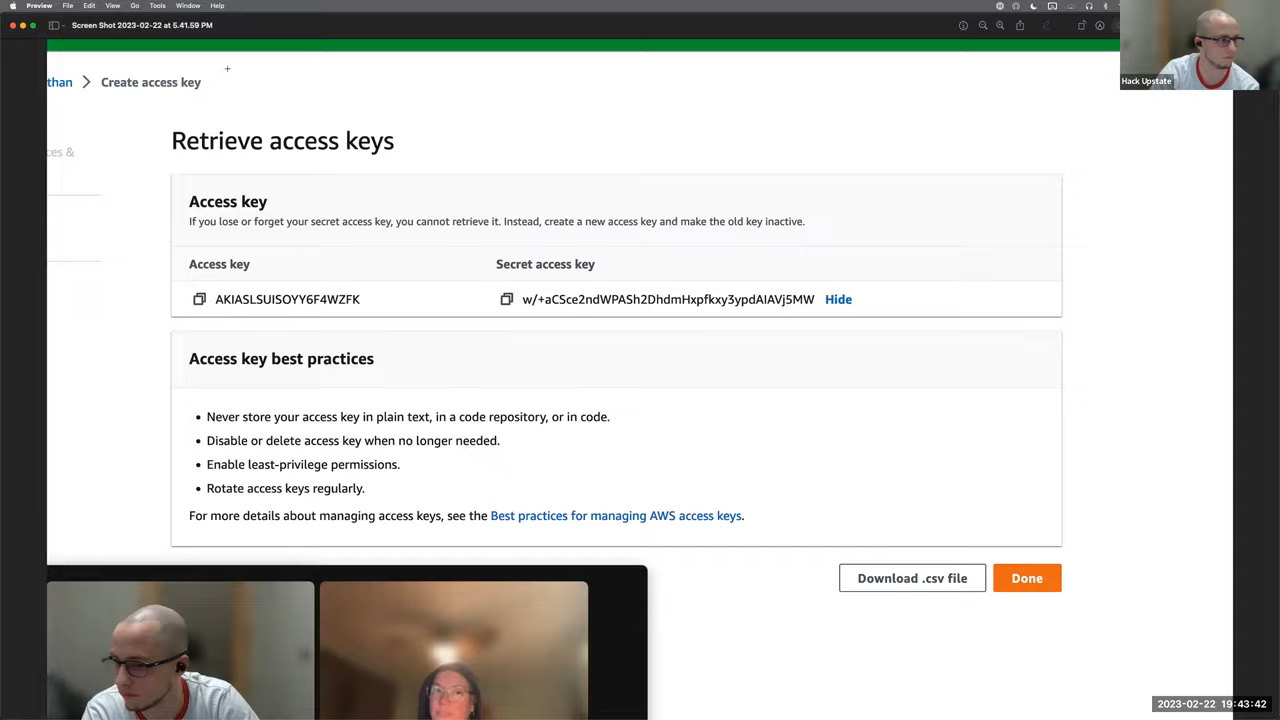 Preview File Edit View Go Tools Window Help
Screen Shot 2023-02-22 at 5.41.59 PM
Hack Upstate
than Create access key
ces &
Retrieve access keys
Access key
If you lose or forget your secret access key, you cannot retrieve it. Instead, create a new access key and make the old key inactive.
Access key Secret access key
AKIASLSUISOYY6F4WZFK w/+aCSce2ndWPASh2DhdmHxpfkxy3ypdAIAVj5MW Hide
Access key best practices
• Never store your access key in plain text, in a code repository, or in code.
• Disable or delete access key when no longer needed.
• Enable least-privilege permissions.
• Rotate access keys regularly.
For more details about managing access keys, see the Best practices for managing AWS access keys.
Download .csv file Done
2023-02-22 19:43:42